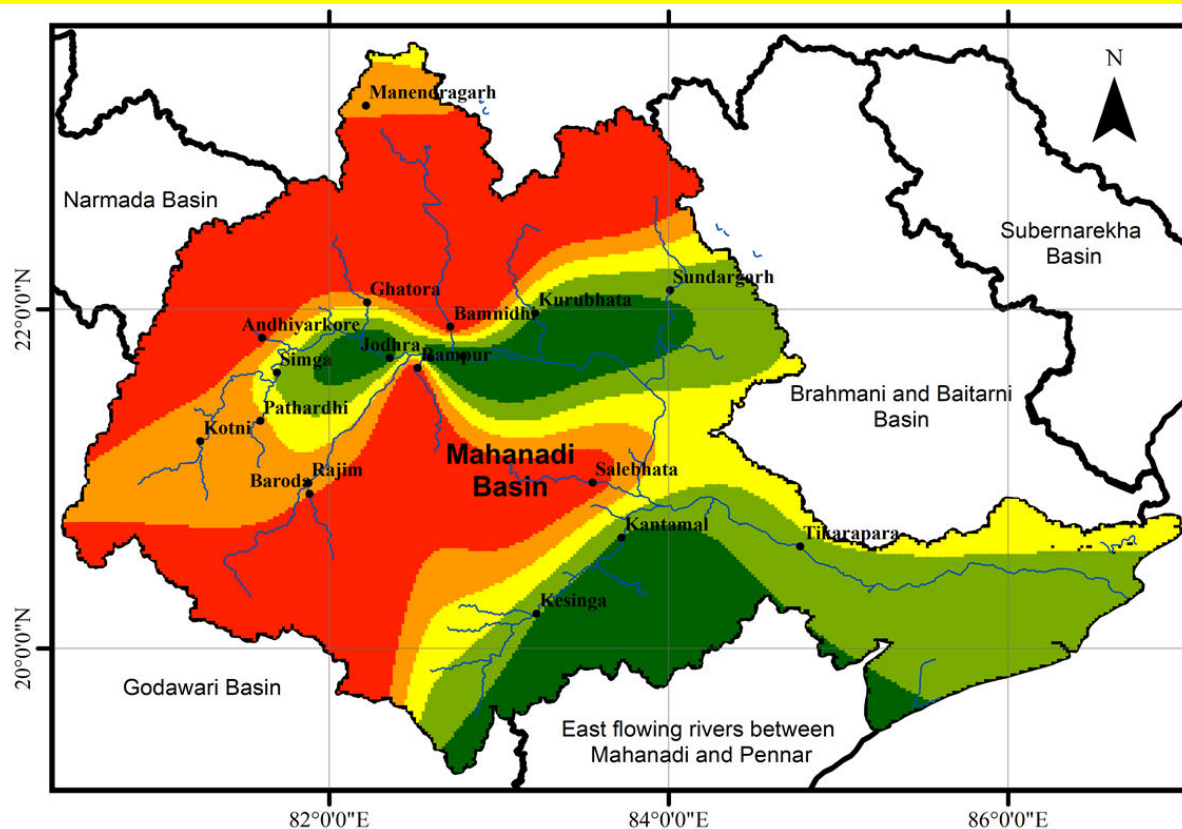 N
Manendragarh
Narmada Basin
Subernarekha
Basin
22°0'0"N
Ghatora
Sundargarh
Kurubhata
Bamnidhi
Andhiyarkore
Jodhra
Rampur
Simga
Brahmani and Baitarni
Basin
Pathardhi
Kotni
Mahanadi
Basin
Rajim
Baroda
Salebhata
Kantamal
Tikarapara
Kesinga
20°0'0"N
Godawari Basin
East flowing rivers between
Mahanadi and Pennar
82°0'0"E
84°0'0"E
86°0'0"E